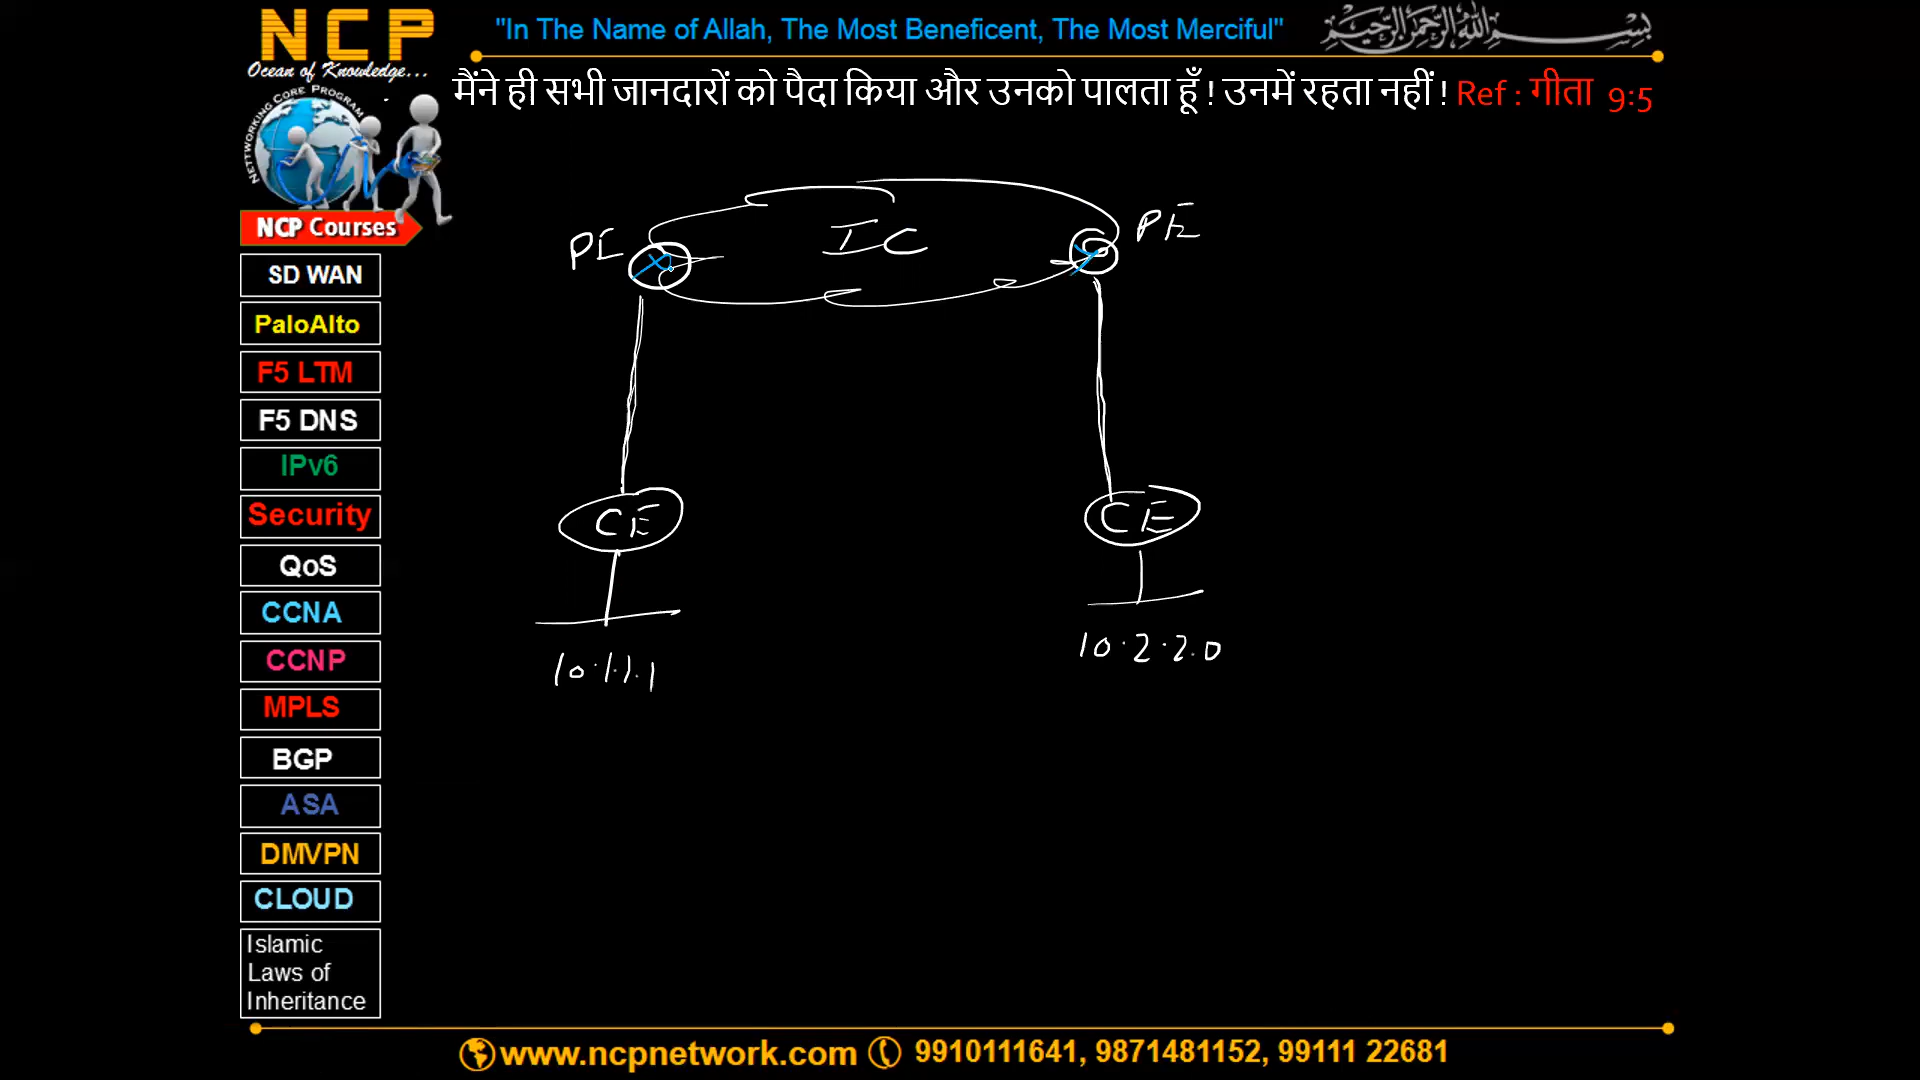 NCP
Ocean of Knowledge...
"In The Name of Allah, The Most Beneficent, The Most Merciful"
بسم الله الرحمن الرحيم
मैंने ही सभी जानदारों को पैदा किया और उनको पालता हूँ ! उनमें रहता नहीं ! Ref : गीता 9:5
NETTWORKING CORE PROGRAM
NCP Courses
SD WAN
PaloAlto
F5 LTM
F5 DNS
IPv6
Security
QoS
CCNA
CCNP
MPLS
BGP
ASA
DMVPN
CLOUD
Islamic
Laws of
Inheritance
PE IC PE
CE CE
10.1.1.1 10.2.2.0
www.ncpnetwork.com 9910111641, 9871481152, 99111 22681